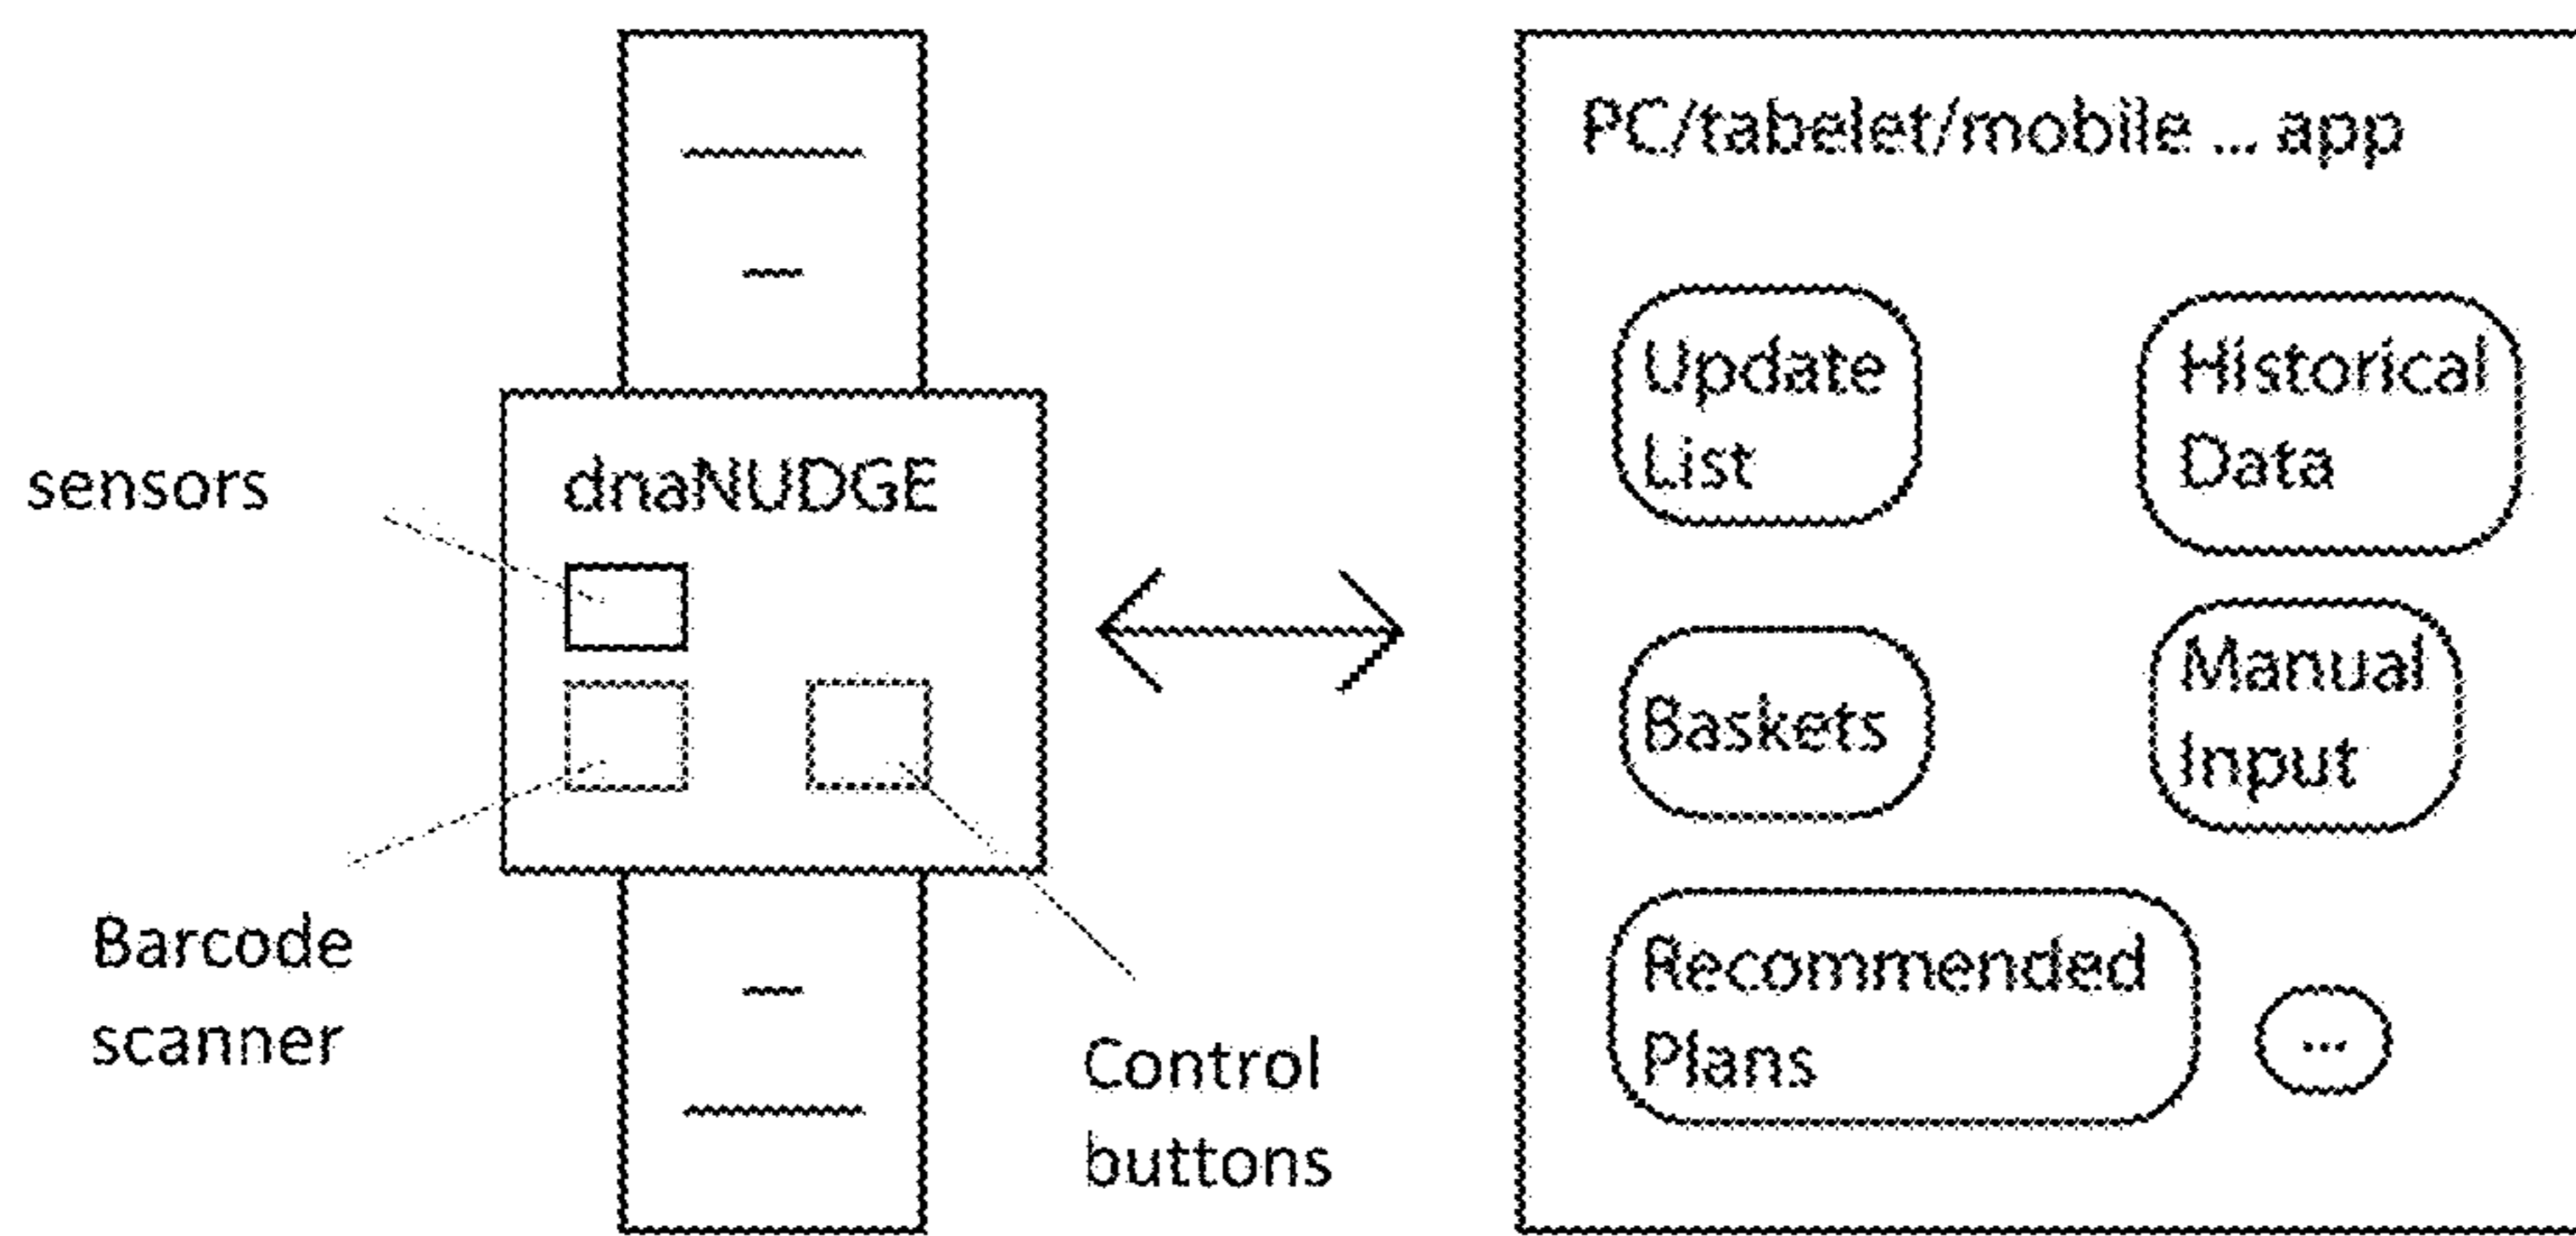 sensors
dnaNUDGE
Barcode
scanner
Control
buttons
PC/tabelet/mobile ... app
Update
List
Historical
Data
Baskets
Manual
Input
Recommended
Plans
...